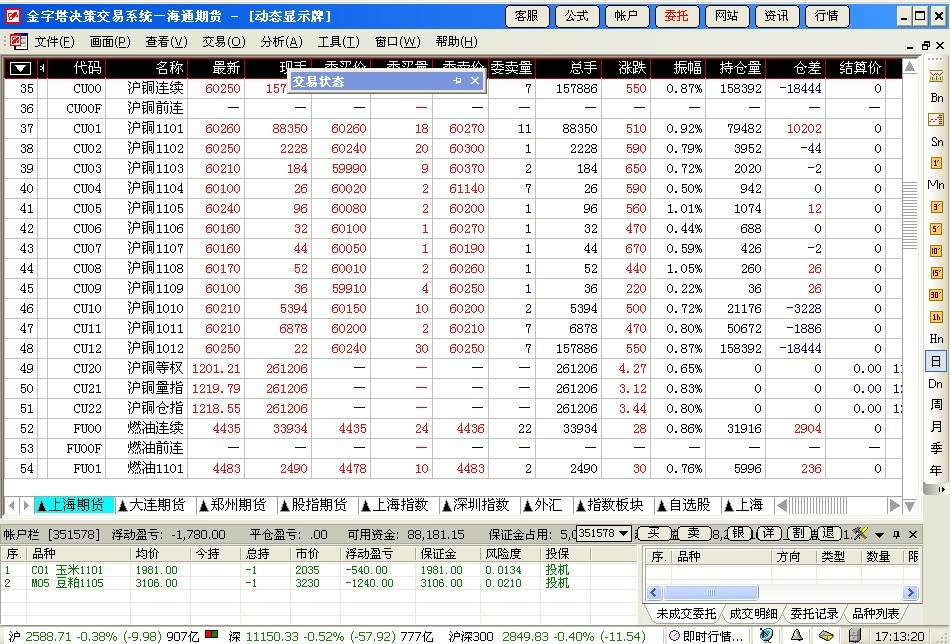 金字塔决策交易系统—海通期货 - [动态显示牌] 客服 公式 帐户 委托 网站 资讯 行情
文件(F) 画面(P) 查看(V) 交易(O) 分析(A) 工具(T) 窗口(W) 帮助(H)
代码 名称 最新 现手 委买价 委买量 委卖价 委卖量 总手 涨跌 振幅 持仓量 仓差 结算价
交易状态
35 CU00 沪铜连续 60250 157 7 157886 550 0.87% 158392 -18444 0
36 CU00F 沪铜前连 — — — — — — — — — — — 0
37 CU01 沪铜1101 60260 88350 60260 18 60270 11 88350 510 0.92% 79482 10202 0
38 CU02 沪铜1102 60250 2228 60240 20 60300 1 2228 590 0.79% 3952 -44 0
39 CU03 沪铜1103 60210 184 59990 9 60370 2 184 650 0.72% 2020 -2 0
40 CU04 沪铜1104 60100 26 60020 2 61140 7 26 590 0.50% 942 0 0
41 CU05 沪铜1105 60240 96 60080 2 60200 1 96 560 1.01% 1074 12 0
42 CU06 沪铜1106 60160 32 60100 1 60270 1 32 470 0.44% 688 0 0
43 CU07 沪铜1107 60160 44 60050 1 60190 1 44 670 0.59% 426 -2 0
44 CU08 沪铜1108 60170 52 60010 2 60260 1 52 440 1.05% 260 26 0
45 CU09 沪铜1109 60100 36 59910 4 60250 1 36 220 0.22% 36 26 0
46 CU10 沪铜1010 60210 5394 60150 10 60200 2 5394 500 0.72% 21176 -3228 0
47 CU11 沪铜1011 60210 6878 60200 2 60210 7 6878 470 0.80% 50672 -1886 0
48 CU12 沪铜1012 60250 22 60240 30 60250 7 157886 550 0.87% 158392 -18444 0
49 CU20 沪铜等权 1201.21 261206 — — — — 261206 4.27 0.65% 0 0 0.00
50 CU21 沪铜量指 1219.79 261206 — — — — 261206 3.12 0.83% 0 0 0.00
51 CU22 沪铜仓指 1218.55 261206 — — — — 261206 3.44 0.80% 0 0 0.00
52 FU00 燃油连续 4435 33934 4435 24 4436 22 33934 28 0.86% 31916 2904 0
53 FU00F 燃油前连 — — — — — — — — — — — 0
54 FU01 燃油1101 4483 2490 4478 10 4483 2 2490 30 0.76% 5996 236 0
Bn
Sn
1'
Mn
3'
5'
10'
15'
30'
1h
Hn
日
Dn
周
月
季
年
▲上海期货 ▲大连期货 ▲郑州期货 ▲股指期货 ▲上海指数 ▲深圳指数 ▲外汇 ▲指数板块 ▲自选股 ▲上海
帐户栏 [351578] 浮动盈亏: -1,780.00 平仓盈亏: .00 可用资金: 88,181.15 保证金占用: 5,0 351578 买 卖 银 洋 割 退
序. 品种 均价 今持 总持 市价 浮动盈亏 保证金 风险度 投保
1 C01 玉米1101 1981.00 -1 2035 -540.00 1981.00 0.0134 投机
2 M05 豆粕1105 3106.00 -1 3230 -1240.00 3106.00 0.0210 投机
序. 品种 方向 类型 数量
未成交委托 成交明细 委托记录 品种列表
沪 2588.71 -0.38% (-9.98) 907亿 深 11150.33 -0.52% (-57.92) 777亿 沪深300 2849.83 -0.40% (-11.54) 即时行情... 17:13:20